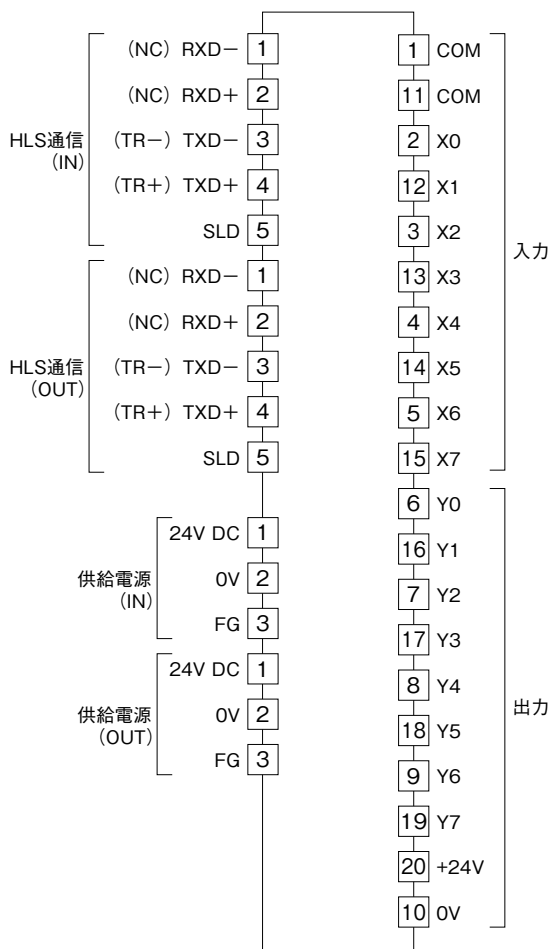 HLS通信
(IN)
(NC) RXD− 1
(NC) RXD+ 2
(TR−) TXD− 3
(TR+) TXD+ 4
SLD 5
HLS通信
(OUT)
(NC) RXD− 1
(NC) RXD+ 2
(TR−) TXD− 3
(TR+) TXD+ 4
SLD 5
供給電源
(IN)
24V DC 1
0V 2
FG 3
供給電源
(OUT)
24V DC 1
0V 2
FG 3
1 COM
11 COM
2 X0
12 X1
3 X2
13 X3
4 X4
14 X5
5 X6
15 X7
入力
6 Y0
16 Y1
7 Y2
17 Y3
8 Y4
18 Y5
9 Y6
19 Y7
20 +24V
10 0V
出力